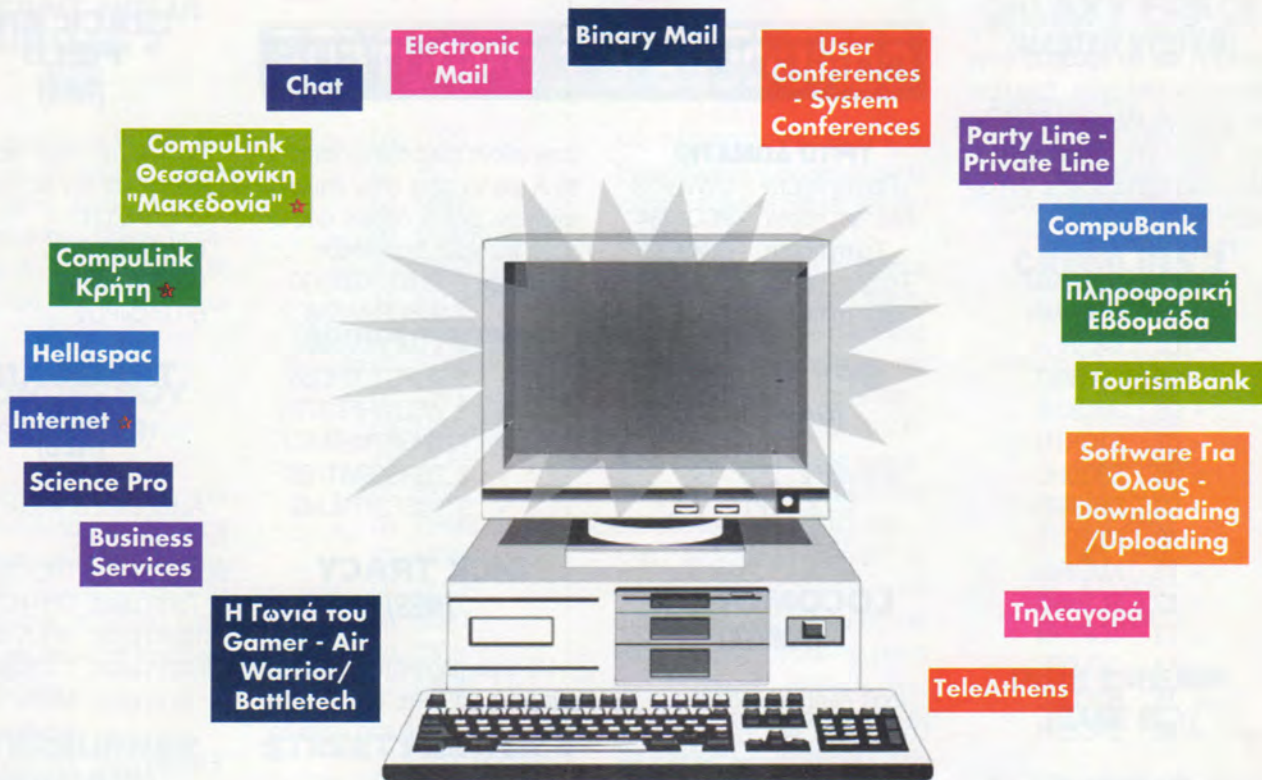 Binary Mail
Electronic
Mail
User
Conferences
- System
Conferences
Chat
Party Line -
Private Line
CompuLink
Θεσσαλονίκη
"Μακεδονία"
CompuBank
CompuLink
Κρήτη
Πληροφορική
Εβδομάδα
Hellaspac
TourismBank
Internet
Software Για
Όλους -
Downloading
/Uploading
Science Pro
Business
Services
Η Γωνιά του
Gamer - Air
Warrior/
Battletech
Τηλεαγορά
TeleAthens